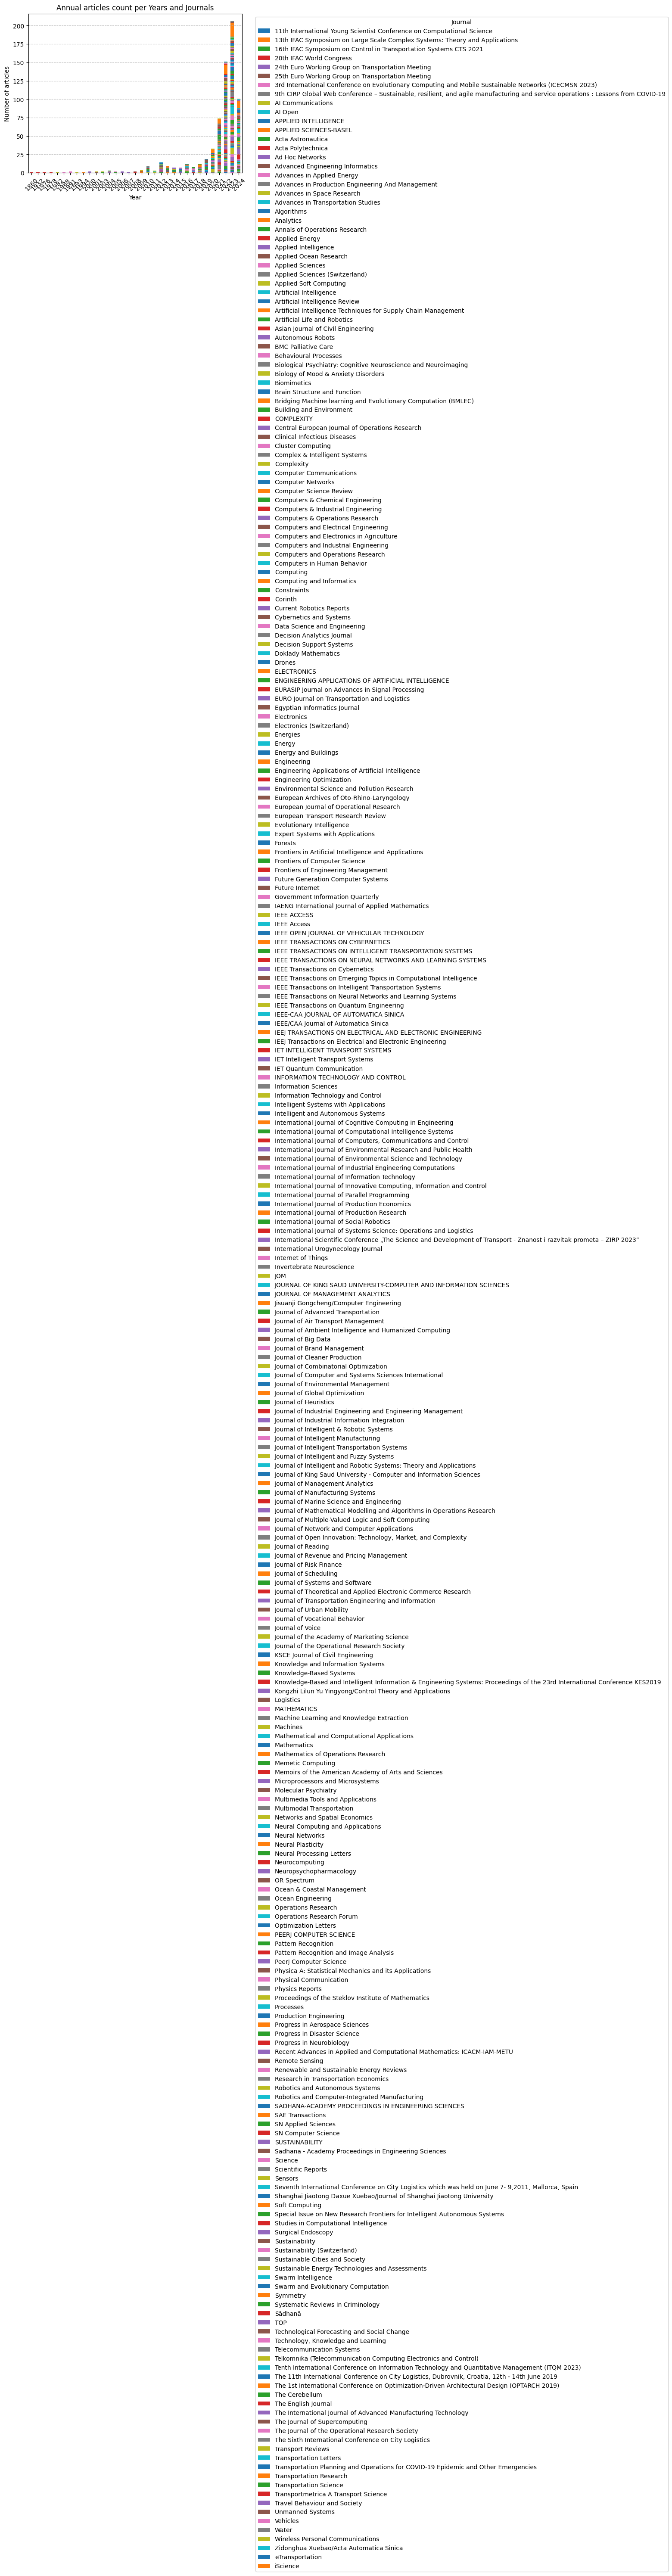 Annual articles count per Years and Journals
Number of articles
200
175
150
125
100
75
50
25
0
Year
Journal
11th International Young Scientist Conference on Computational Science
13th IFAC Symposium on Large Scale Complex Systems: Theory and Applications
16th IFAC Symposium on Control in Transportation Systems CTS 2021
20th IFAC World Congress
24th Euro Working Group on Transportation Meeting
25th Euro Working Group on Transportation Meeting
3rd International Conference on Evolutionary Computing and Mobile Sustainable Networks (ICECMSN 2023)
9th CIRP Global Web Conference – Sustainable, resilient, and agile manufacturing and service operations : Lessons from COVID-19
AI Communications
AI Open
APPLIED INTELLIGENCE
APPLIED SCIENCES-BASEL
Acta Astronautica
Acta Polytechnica
Ad Hoc Networks
Advanced Engineering Informatics
Advances in Applied Energy
Advances in Production Engineering And Management
Advances in Space Research
Advances in Transportation Studies
Algorithms
Analytics
Annals of Operations Research
Applied Energy
Applied Intelligence
Applied Ocean Research
Applied Sciences
Applied Sciences (Switzerland)
Applied Soft Computing
Artificial Intelligence
Artificial Intelligence Review
Artificial Intelligence Techniques for Supply Chain Management
Artificial Life and Robotics
Asian Journal of Civil Engineering
Autonomous Robots
BMC Palliative Care
Behavioural Processes
Biological Psychiatry: Cognitive Neuroscience and Neuroimaging
Biology of Mood & Anxiety Disorders
Biomimetics
Brain Structure and Function
Bridging Machine learning and Evolutionary Computation (BMLEC)
Building and Environment
COMPLEXITY
Central European Journal of Operations Research
Clinical Infectious Diseases
Cluster Computing
Complex & Intelligent Systems
Complexity
Computer Communications
Computer Networks
Computer Science Review
Computers & Chemical Engineering
Computers & Industrial Engineering
Computers & Operations Research
Computers and Electrical Engineering
Computers and Electronics in Agriculture
Computers and Industrial Engineering
Computers and Operations Research
Computers in Human Behavior
Computing
Computing and Informatics
Constraints
Corinth
Current Robotics Reports
Cybernetics and Systems
Data Science and Engineering
Decision Analytics Journal
Decision Support Systems
Doklady Mathematics
Drones
ELECTRONICS
ENGINEERING APPLICATIONS OF ARTIFICIAL INTELLIGENCE
EURASIP Journal on Advances in Signal Processing
EURO Journal on Transportation and Logistics
Egyptian Informatics Journal
Electronics
Electronics (Switzerland)
Energies
Energy
Energy and Buildings
Engineering
Engineering Applications of Artificial Intelligence
Engineering Optimization
Environmental Science and Pollution Research
European Archives of Oto-Rhino-Laryngology
European Journal of Operational Research
European Transport Research Review
Evolutionary Intelligence
Expert Systems with Applications
Forests
Frontiers in Artificial Intelligence and Applications
Frontiers of Computer Science
Frontiers of Engineering Management
Future Generation Computer Systems
Future Internet
Government Information Quarterly
IAENG International Journal of Applied Mathematics
IEEE ACCESS
IEEE Access
IEEE OPEN JOURNAL OF VEHICULAR TECHNOLOGY
IEEE TRANSACTIONS ON CYBERNETICS
IEEE TRANSACTIONS ON INTELLIGENT TRANSPORTATION SYSTEMS
IEEE TRANSACTIONS ON NEURAL NETWORKS AND LEARNING SYSTEMS
IEEE Transactions on Cybernetics
IEEE Transactions on Emerging Topics in Computational Intelligence
IEEE Transactions on Intelligent Transportation Systems
IEEE Transactions on Neural Networks and Learning Systems
IEEE Transactions on Quantum Engineering
IEEE-CAA JOURNAL OF AUTOMATICA SINICA
IEEE/CAA Journal of Automatica Sinica
IEEJ TRANSACTIONS ON ELECTRICAL AND ELECTRONIC ENGINEERING
IEEJ Transactions on Electrical and Electronic Engineering
IET INTELLIGENT TRANSPORT SYSTEMS
IET Intelligent Transport Systems
IET Quantum Communication
INFORMATION TECHNOLOGY AND CONTROL
Information Sciences
Information Technology and Control
Intelligent Systems with Applications
Intelligent and Autonomous Systems
International Journal of Cognitive Computing in Engineering
International Journal of Computational Intelligence Systems
International Journal of Computers, Communications and Control
International Journal of Environmental Research and Public Health
International Journal of Environmental Science and Technology
International Journal of Industrial Engineering Computations
International Journal of Information Technology
International Journal of Innovative Computing, Information and Control
International Journal of Parallel Programming
International Journal of Production Economics
International Journal of Production Research
International Journal of Social Robotics
International Journal of Systems Science: Operations and Logistics
International Scientific Conference „The Science and Development of Transport - Znanost i razvitak prometa – ZIRP 2023”
International Urogynecology Journal
Internet of Things
Invertebrate Neuroscience
JOM
JOURNAL OF KING SAUD UNIVERSITY-COMPUTER AND INFORMATION SCIENCES
JOURNAL OF MANAGEMENT ANALYTICS
Jisuanji Gongcheng/Computer Engineering
Journal of Advanced Transportation
Journal of Air Transport Management
Journal of Ambient Intelligence and Humanized Computing
Journal of Big Data
Journal of Brand Management
Journal of Cleaner Production
Journal of Combinatorial Optimization
Journal of Computer and Systems Sciences International
Journal of Environmental Management
Journal of Global Optimization
Journal of Heuristics
Journal of Industrial Engineering and Engineering Management
Journal of Industrial Information Integration
Journal of Intelligent & Robotic Systems
Journal of Intelligent Manufacturing
Journal of Intelligent Transportation Systems
Journal of Intelligent and Fuzzy Systems
Journal of Intelligent and Robotic Systems: Theory and Applications
Journal of King Saud University - Computer and Information Sciences
Journal of Management Analytics
Journal of Manufacturing Systems
Journal of Marine Science and Engineering
Journal of Mathematical Modelling and Algorithms in Operations Research
Journal of Multiple-Valued Logic and Soft Computing
Journal of Network and Computer Applications
Journal of Open Innovation: Technology, Market, and Complexity
Journal of Reading
Journal of Revenue and Pricing Management
Journal of Risk Finance
Journal of Scheduling
Journal of Systems and Software
Journal of Theoretical and Applied Electronic Commerce Research
Journal of Transportation Engineering and Information
Journal of Urban Mobility
Journal of Vocational Behavior
Journal of Voice
Journal of the Academy of Marketing Science
Journal of the Operational Research Society
KSCE Journal of Civil Engineering
Knowledge and Information Systems
Knowledge-Based Systems
Knowledge-Based and Intelligent Information & Engineering Systems: Proceedings of the 23rd International Conference KES2019
Kongzhi Lilun Yu Yingyong/Control Theory and Applications
Logistics
MATHEMATICS
Machine Learning and Knowledge Extraction
Machines
Mathematical and Computational Applications
Mathematics
Mathematics of Operations Research
Memetic Computing
Memoirs of the American Academy of Arts and Sciences
Microprocessors and Microsystems
Molecular Psychiatry
Multimedia Tools and Applications
Multimodal Transportation
Networks and Spatial Economics
Neural Computing and Applications
Neural Networks
Neural Plasticity
Neural Processing Letters
Neurocomputing
Neuropsychopharmacology
OR Spectrum
Ocean & Coastal Management
Ocean Engineering
Operations Research
Operations Research Forum
Optimization Letters
PEERJ COMPUTER SCIENCE
Pattern Recognition
Pattern Recognition and Image Analysis
PeerJ Computer Science
Physica A: Statistical Mechanics and its Applications
Physical Communication
Physics Reports
Proceedings of the Steklov Institute of Mathematics
Processes
Production Engineering
Progress in Aerospace Sciences
Progress in Disaster Science
Progress in Neurobiology
Recent Advances in Applied and Computational Mathematics: ICACM-IAM-METU
Remote Sensing
Renewable and Sustainable Energy Reviews
Research in Transportation Economics
Robotics and Autonomous Systems
Robotics and Computer-Integrated Manufacturing
SADHANA-ACADEMY PROCEEDINGS IN ENGINEERING SCIENCES
SAE Transactions
SN Applied Sciences
SN Computer Science
SUSTAINABILITY
Sadhana - Academy Proceedings in Engineering Sciences
Science
Scientific Reports
Sensors
Seventh International Conference on City Logistics which was held on June 7- 9,2011, Mallorca, Spain
Shanghai Jiaotong Daxue Xuebao/Journal of Shanghai Jiaotong University
Soft Computing
Special Issue on New Research Frontiers for Intelligent Autonomous Systems
Studies in Computational Intelligence
Surgical Endoscopy
Sustainability
Sustainability (Switzerland)
Sustainable Cities and Society
Sustainable Energy Technologies and Assessments
Swarm Intelligence
Swarm and Evolutionary Computation
Symmetry
Systematic Reviews In Criminology
Sādhanā
TOP
Technological Forecasting and Social Change
Technology, Knowledge and Learning
Telecommunication Systems
Telkomnika (Telecommunication Computing Electronics and Control)
Tenth International Conference on Information Technology and Quantitative Management (ITQM 2023)
The 11th International Conference on City Logistics, Dubrovnik, Croatia, 12th - 14th June 2019
The 1st International Conference on Optimization-Driven Architectural Design (OPTARCH 2019)
The Cerebellum
The English Journal
The International Journal of Advanced Manufacturing Technology
The Journal of Supercomputing
The Journal of the Operational Research Society
The Sixth International Conference on City Logistics
Transport Reviews
Transportation Letters
Transportation Planning and Operations for COVID-19 Epidemic and Other Emergencies
Transportation Research
Transportation Science
Transportmetrica A Transport Science
Travel Behaviour and Society
Unmanned Systems
Vehicles
Water
Wireless Personal Communications
Zidonghua Xuebao/Acta Automatica Sinica
eTransportation
iScience